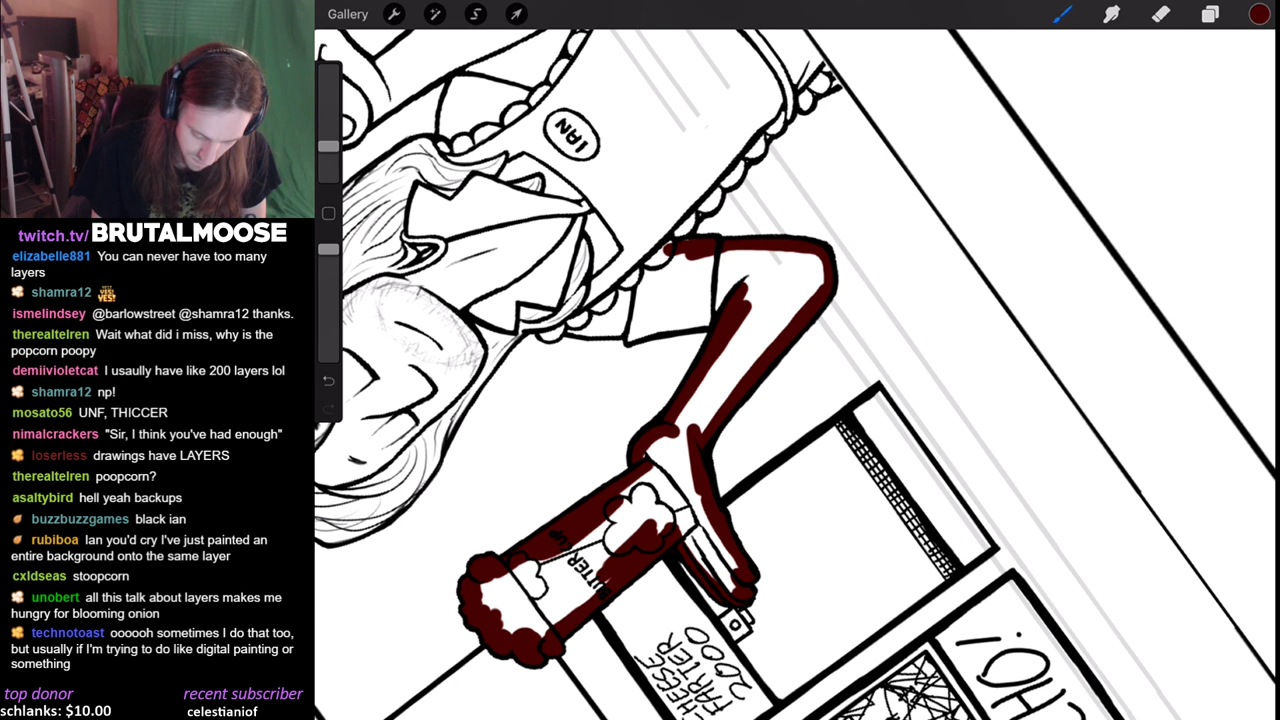 Gallery
twitch.tv/BRUTALMOOSE
elizabelle881 You can never have too many
layers
shamra12 YES! YES!
ismelindsey @barlowstreet @shamra12 thanks.
therealtelren Wait what did i miss, why is the
popcorn poopy
demiivioletcat I usaully have like 200 layers lol
shamra12 np!
mosato56 UNF, THICCER
nimalcrackers "Sir, I think you've had enough"
loserless drawings have LAYERS
therealtelren poopcorn?
asaltybird hell yeah backups
buzzbuzzgames black ian
rubiboa Ian you'd cry I've just painted an
entire background onto the same layer
cxldseas stoopcorn
unobert all this talk about layers makes me
hungry for blooming onion
technotoast oooooh sometimes I do that too,
but usually if I'm trying to do like digital painting or
something
top donor
recent subscriber
schlanks: $10.00
celestianiof
IAN
BUTTER UP
CHEESE
FARTER
2000
OH!